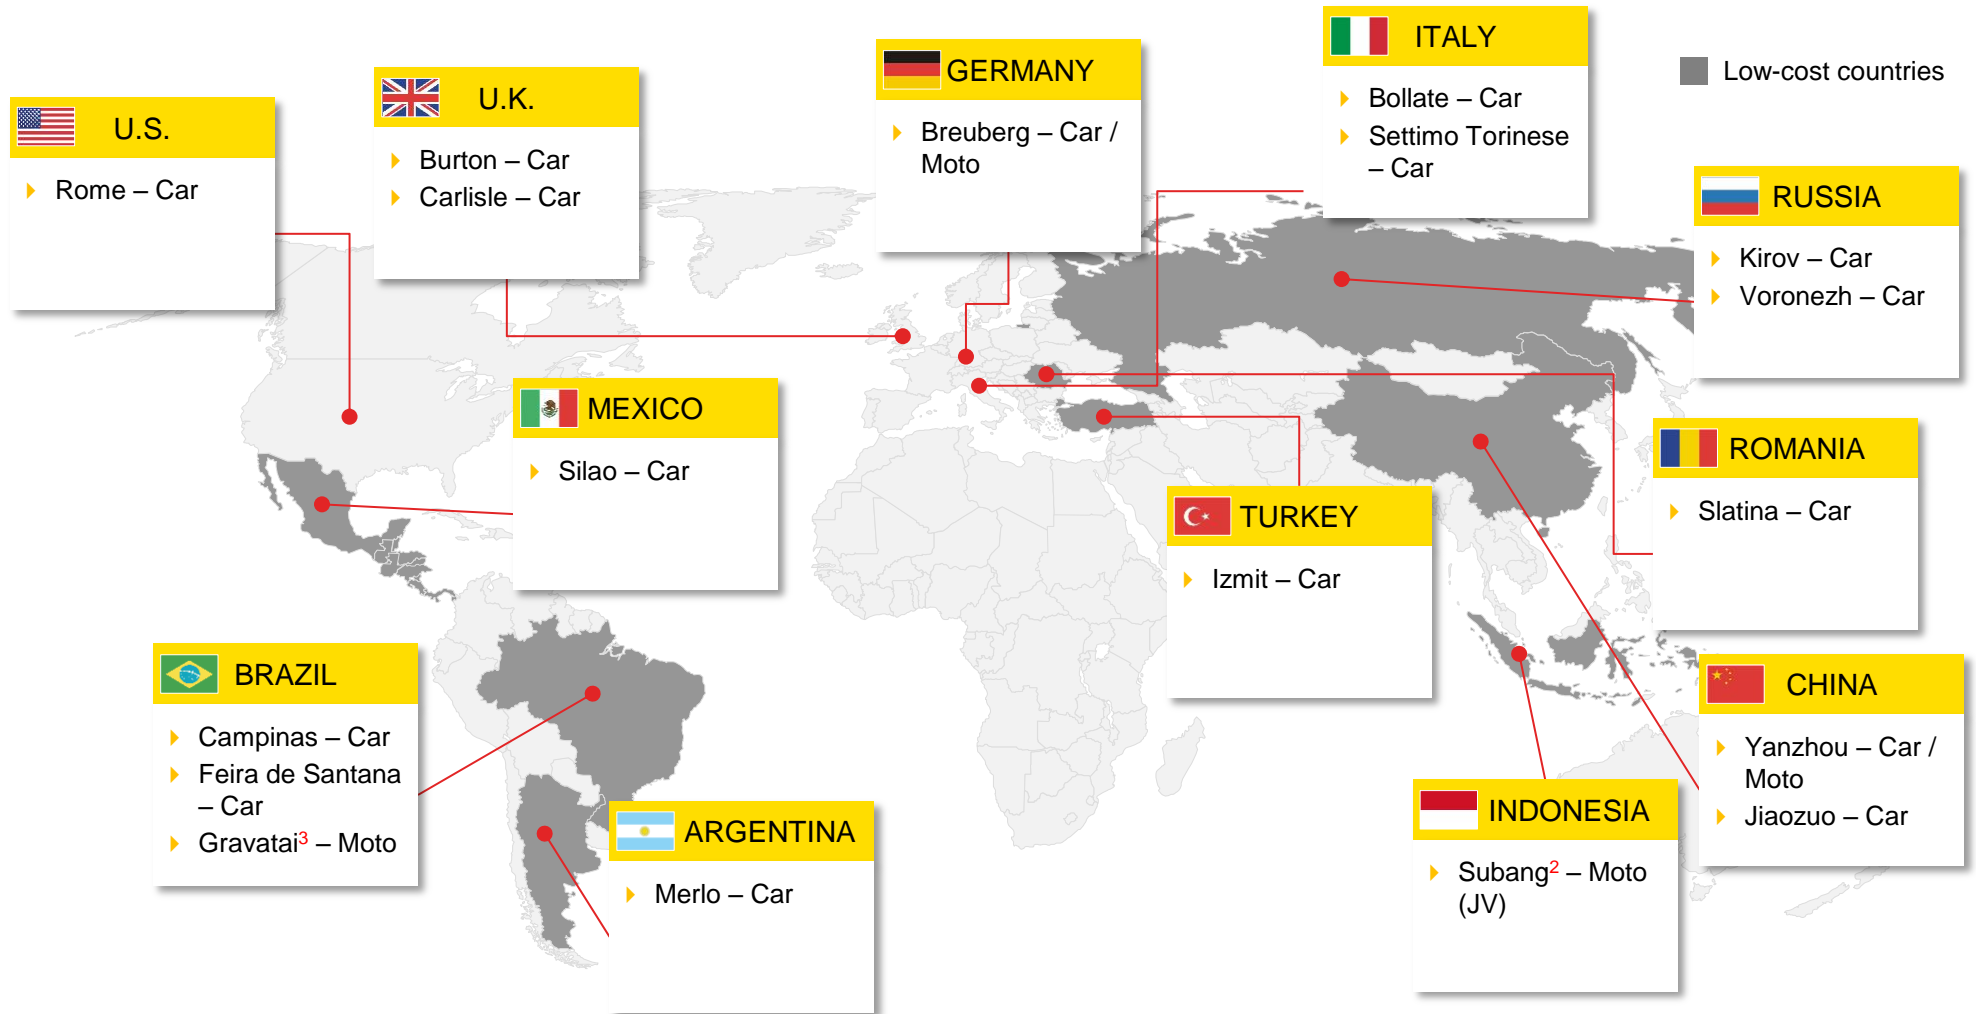 U.S.
Rome – Car
U.K.
Burton – Car
Carlisle – Car
GERMANY
Breuberg – Car /
Moto
ITALY
Bollate – Car
Settimo Torinese
– Car
Low-cost countries
RUSSIA
Kirov – Car
Voronezh – Car
MEXICO
Silao – Car
ROMANIA
Slatina – Car
TURKEY
Izmit – Car
BRAZIL
Campinas – Car
Feira de Santana
– Car
Gravatai³ – Moto
ARGENTINA
Merlo – Car
INDONESIA
Subang² – Moto
(JV)
CHINA
Yanzhou – Car /
Moto
Jiaozuo – Car